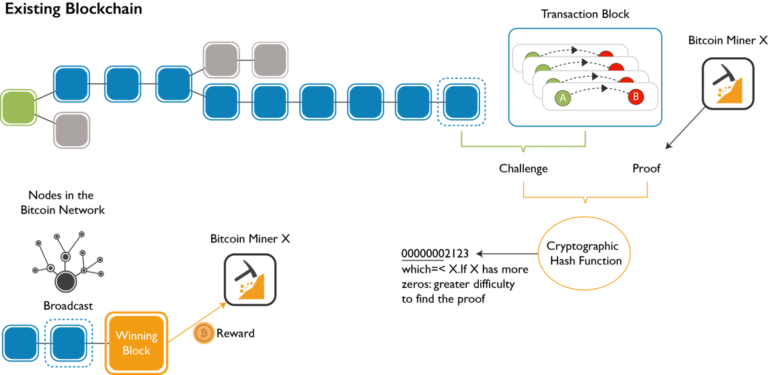 Existing Blockchain
Transaction Block
Bitcoin Miner X
A
B
Challenge
Proof
Nodes in the
Bitcoin Network
Bitcoin Miner X
00000002123
which=< X.If X has more
zeros: greater difficulty
to find the proof
Cryptographic
Hash Function
Broadcast
Winning
Block
Reward